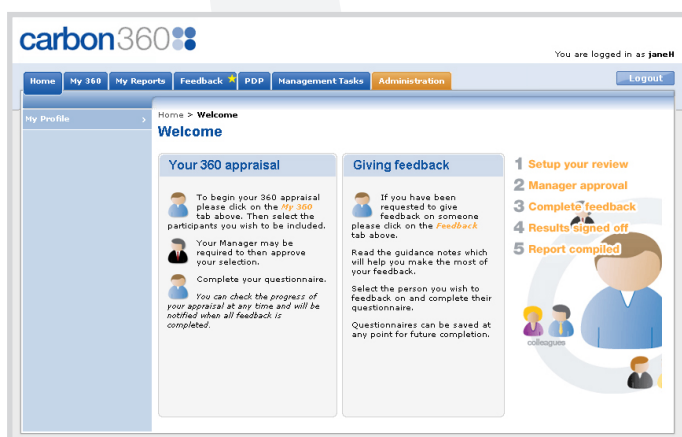 carbon360
You are logged in as janeH
Home
My 360
My Reports
Feedback
PDP
Management Tasks
Administration
Logout
My Profile
Home > Welcome
Welcome
Your 360 appraisal
To begin your 360 appraisal
please click on the My 360
tab above. Then select the
participants you wish to be included.
Your Manager may be
required to then approve
your selection.
Complete your questionnaire.
You can check the progress of
your appraisal at any time and will be
notified when all feedback is
completed.
Giving feedback
If you have been
requested to give
feedback on someone
please click on the Feedback
tab above.
Read the guidance notes which
will help you make the most of
your feedback.
Select the person you wish to
feedback on and complete their
questionnaire.
Questionnaires can be saved at
any point for future completion.
1 Setup your review
2 Manager approval
3 Complete feedback
4 Results signed off
5 Report compiled
colleagues